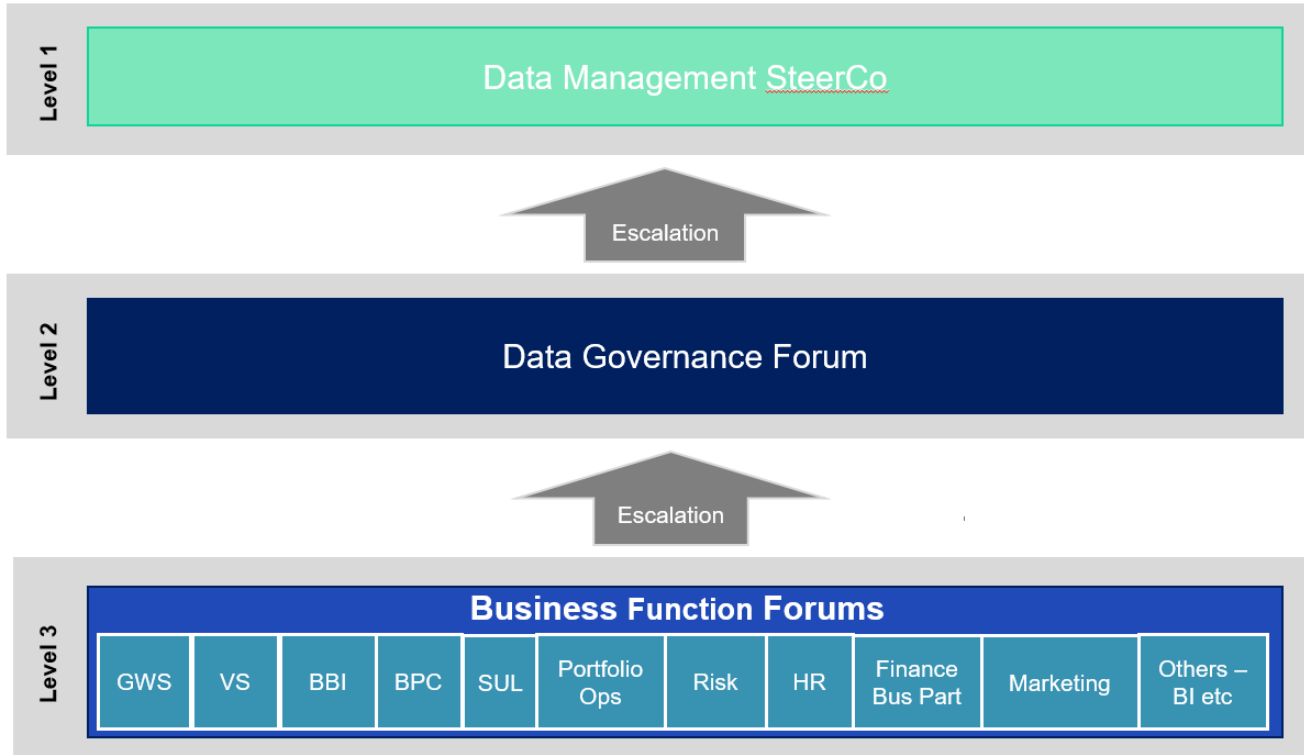 Level 1
Data Management SteerCo
Escalation
Level 2
Data Governance Forum
Escalation
Level 3
Business Function Forums
GWS
VS
BBI
BPC
SUL
Portfolio
Ops
Risk
HR
Finance
Bus Part
Marketing
Others –
BI etc